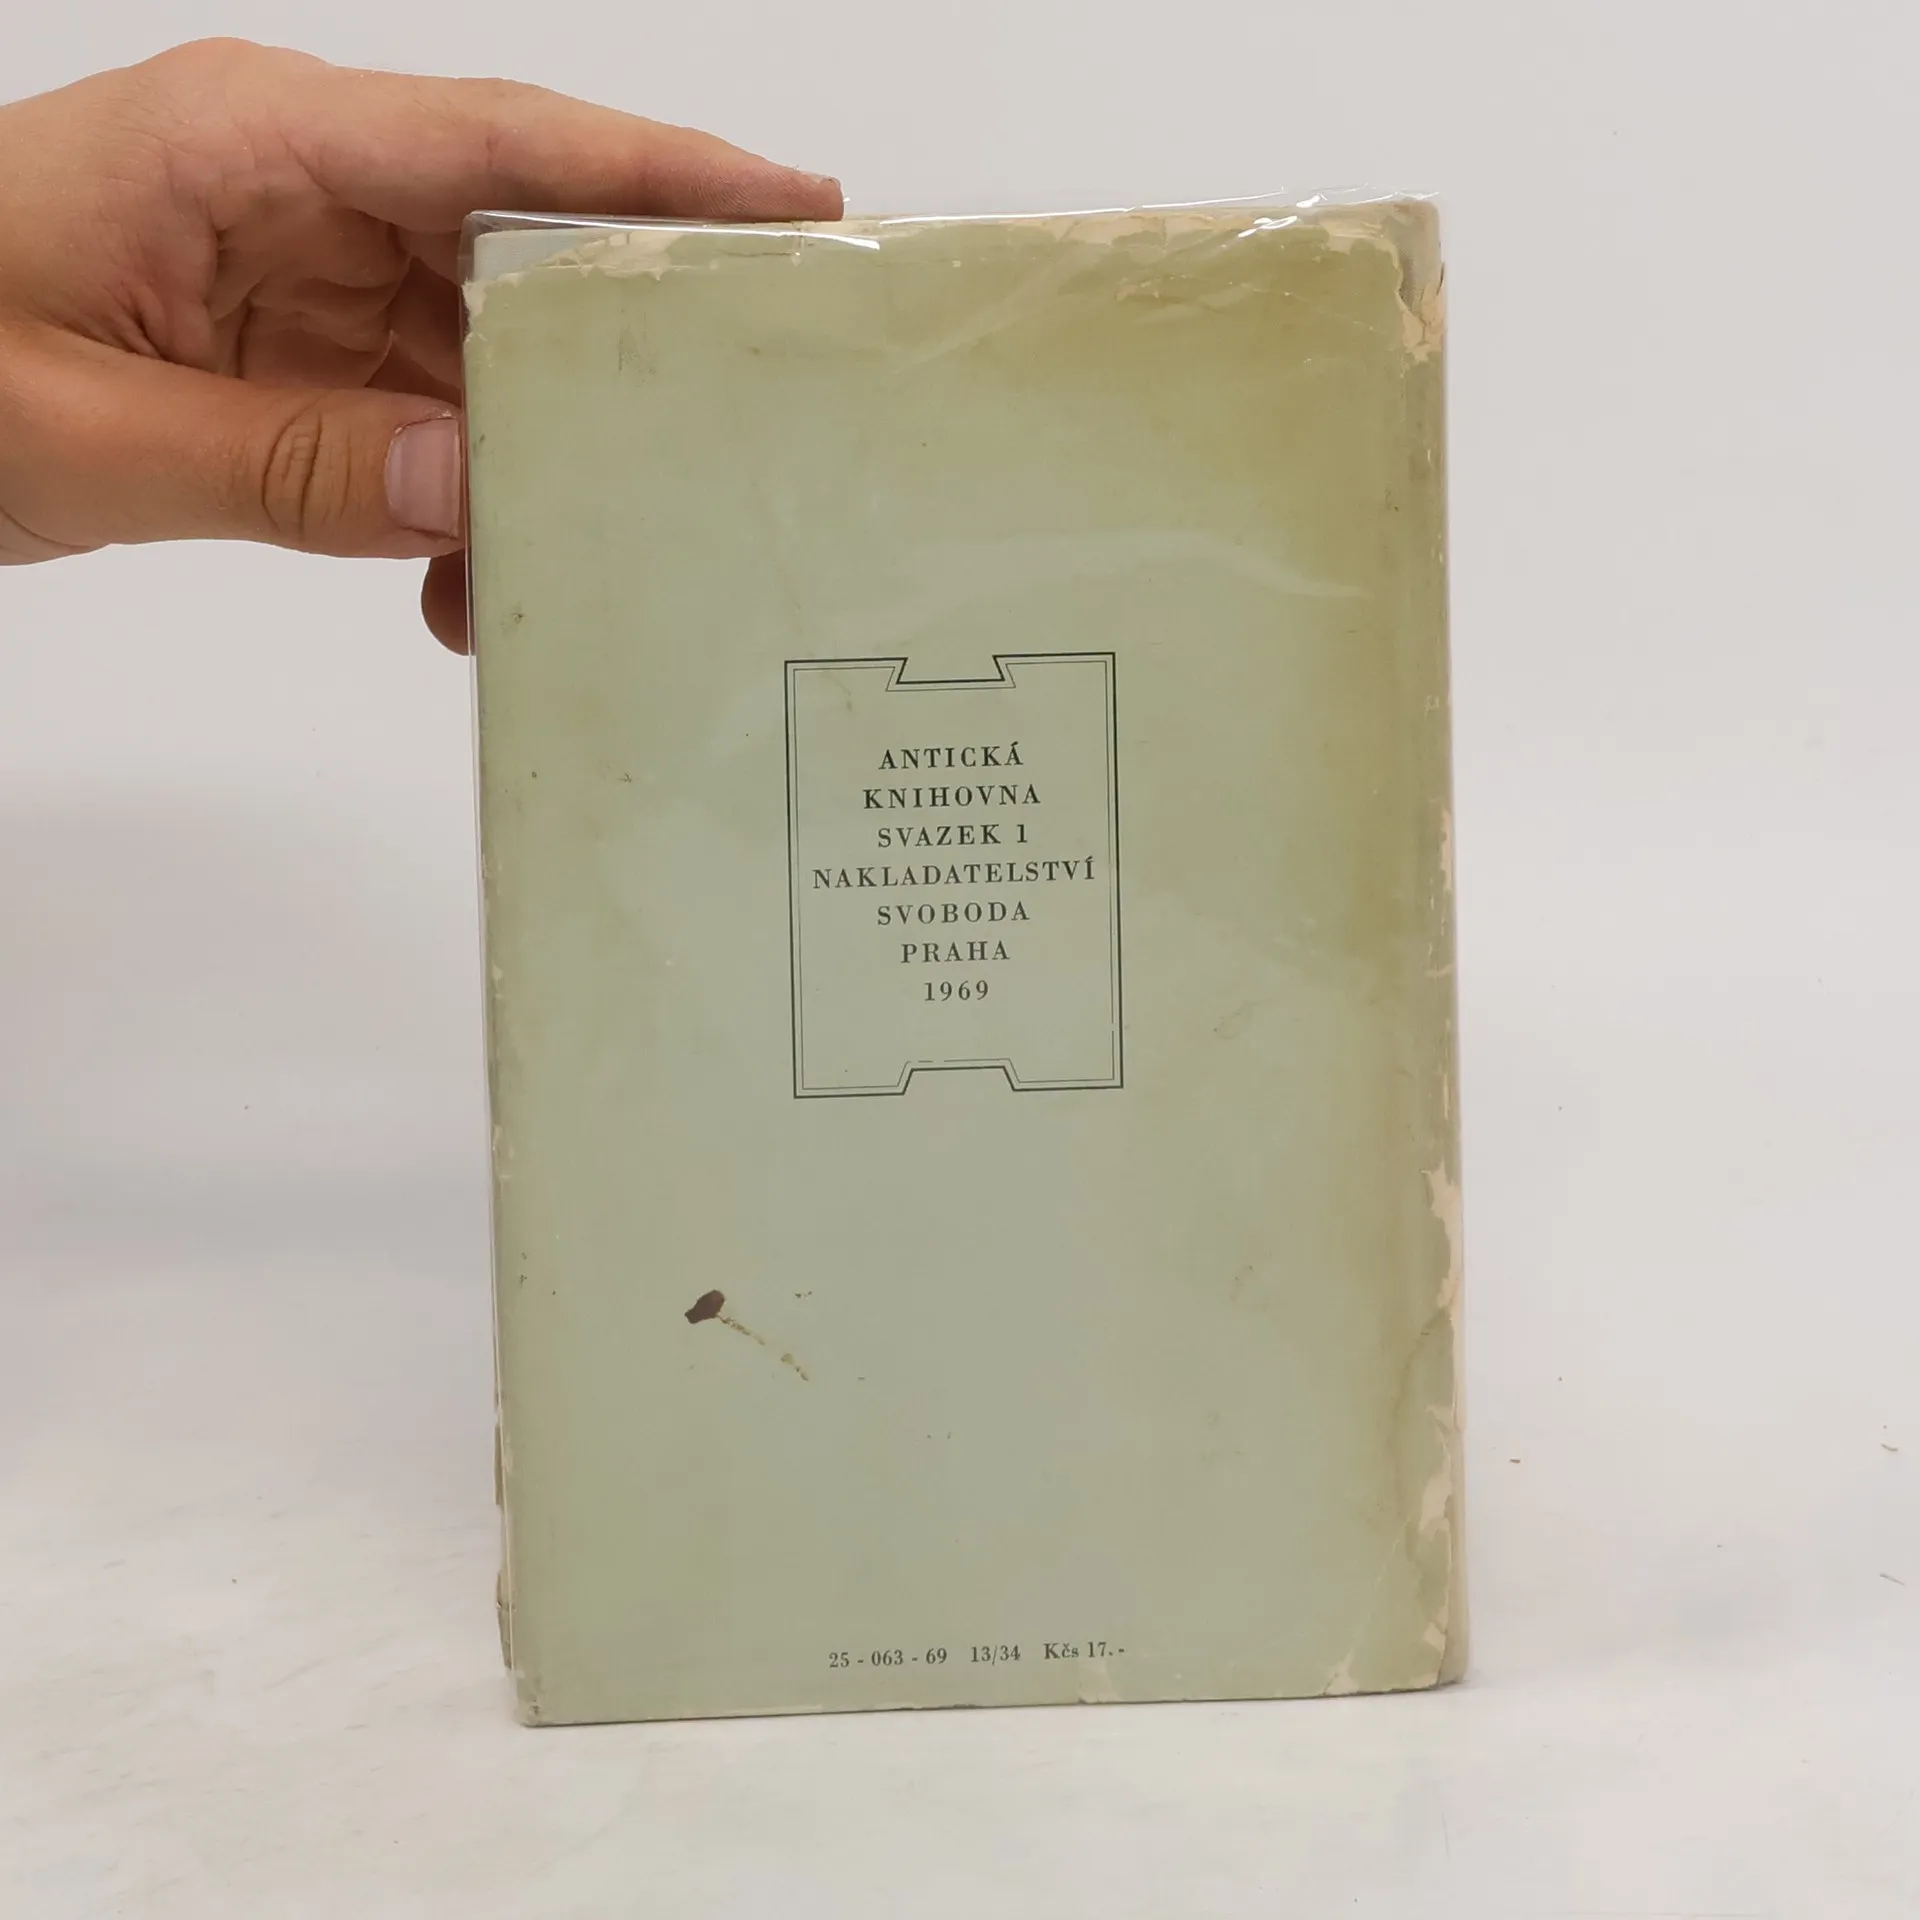 ANTICKÁ
KNIHOVNA
SVAZEK 1
NAKLADATELSTVÍ
SVOBODA
PRAHA
1969
25 - 063 - 69 13/34 Kčs 17.-